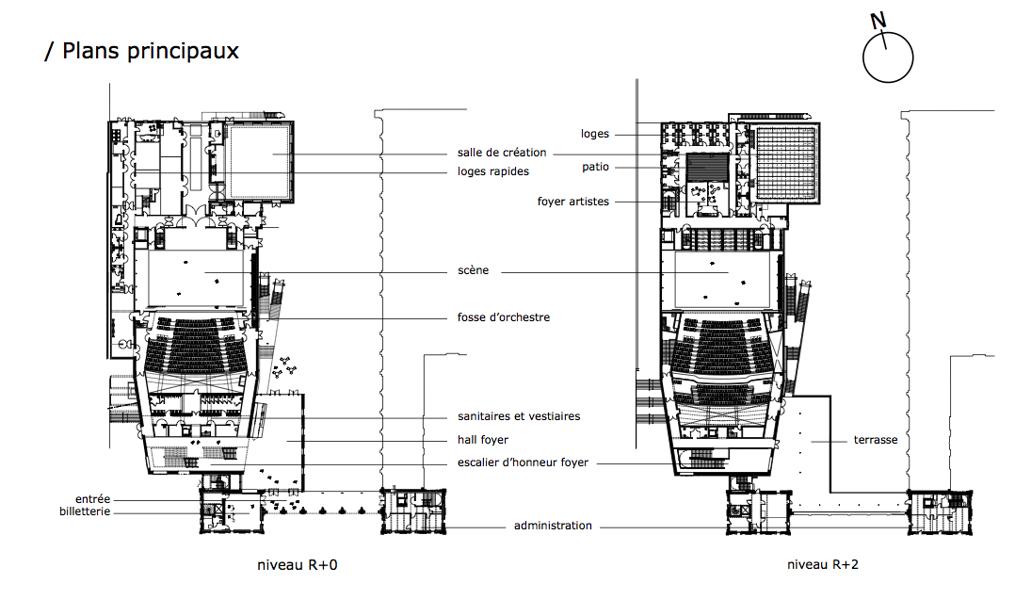 N
/ Plans principaux
loges
salle de création
patio
loges rapides
foyer artistes
scène
fosse d'orchestre
sanitaires et vestiaires
hall foyer
terrasse
escalier d'honneur foyer
entrée
billetterie
administration
niveau R+0
niveau R+2